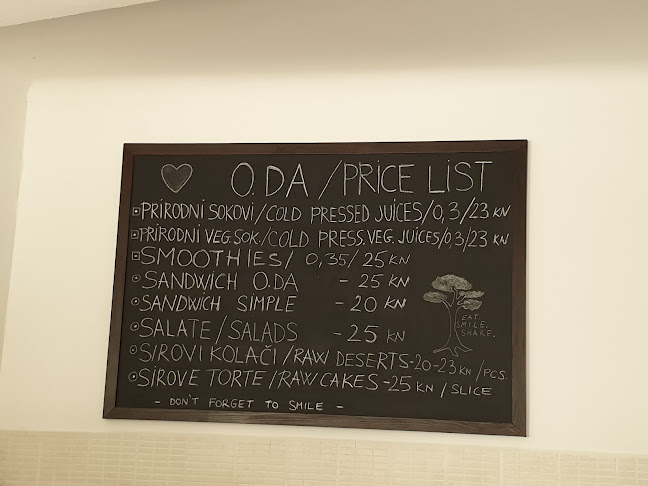 O.DA / PRICE LIST
PRIRODNI SOKOVI / COLD PRESSED JUICES / 0,3 / 23 KN
PRIRODNI VEG. SOK. / COLD PRESS. VEG. JUICES / 0,3 / 23 KN
SMOOTHIES / 0,35 / 25 KN
SANDWICH O.DA - 25 KN
SANDWICH SIMPLE - 20 KN
SALATE / SALADS - 25 KN
SIROVI KOLAČI / RAW DESERTS - 20-23 KN / PCS.
SIROVE TORTE / RAW CAKES - 25 KN / SLICE
- DON'T FORGET TO SMILE -
EAT.
SMILE.
SHARE.